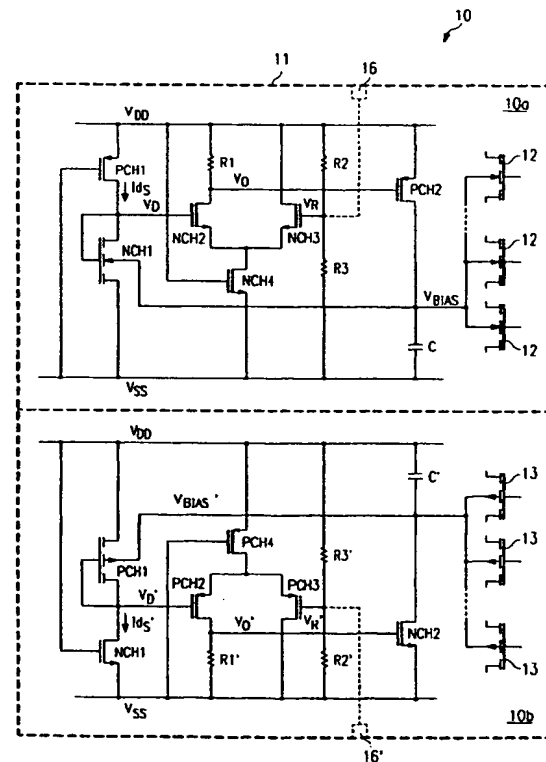 10
11
16
10a
VDD
PCH1
IdS
VD
NCH1
R1
VO
NCH2
VR
NCH3
NCH4
R2
R3
PCH2
VBIAS
C
12
12
12
VSS
VDD
VBIAS'
PCH1
VD'
IdS'
NCH1
PCH4
PCH2
PCH3
VO'
VR'
R1'
R3'
R2'
C'
NCH2
13
13
13
VSS
10b
16'